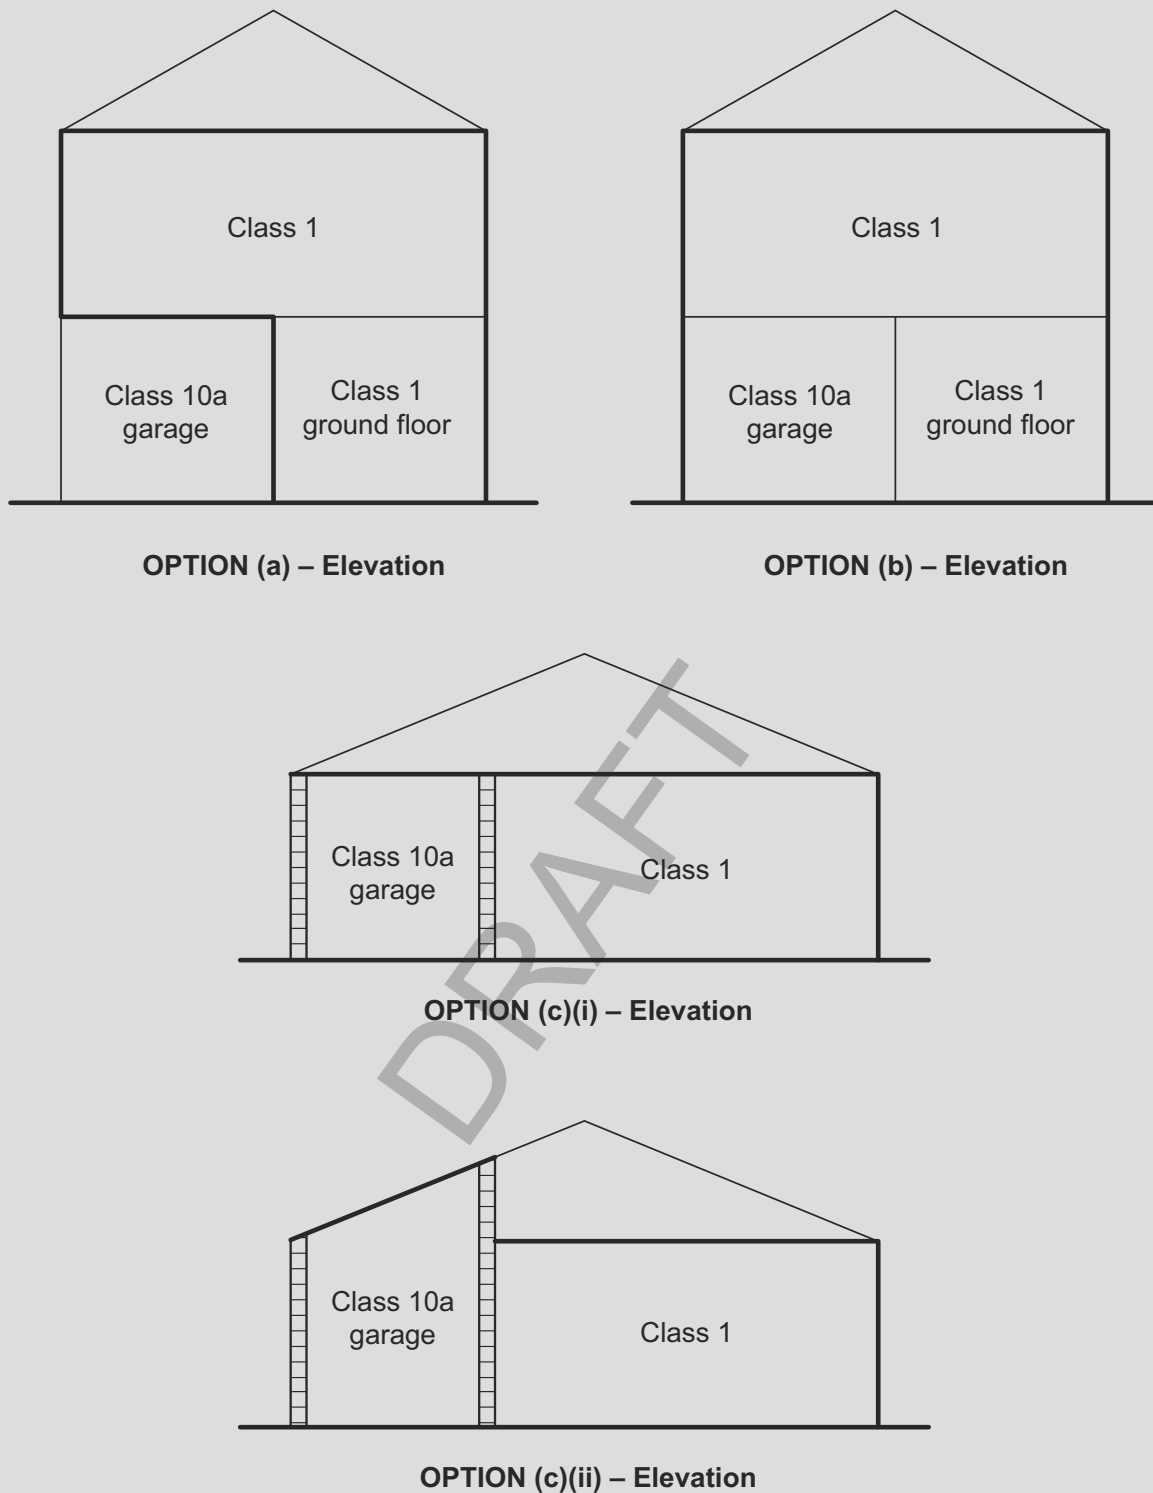 Class 1
Class 10a
garage
Class 1
ground floor
OPTION (a) – Elevation
Class 1
Class 10a
garage
Class 1
ground floor
OPTION (b) – Elevation
Class 10a
garage
Class 1
OPTION (c)(i) – Elevation
DRAFT
Class 10a
garage
Class 1
OPTION (c)(ii) – Elevation